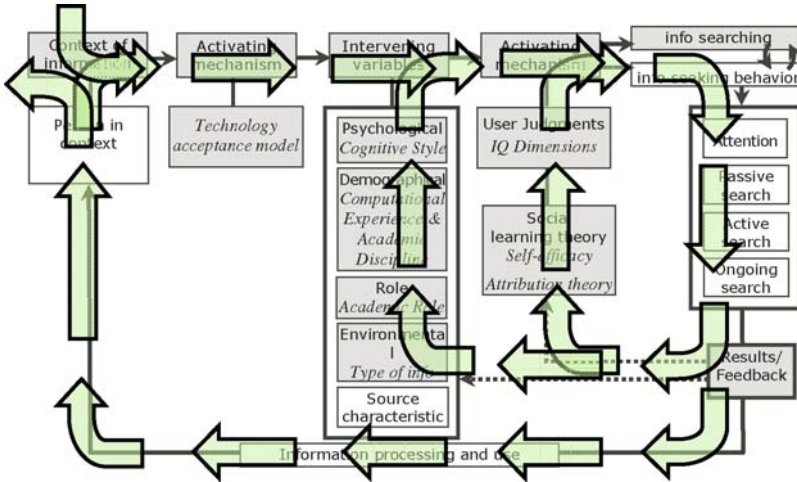 Context of
information
Person in
context
Activating
mechanism
Technology
acceptance model
Intervening
variables
Psychological
Cognitive Style
Demographical
Computational
Experience &
Academic
Discipline
Role
Academic Role
Environmenta
l
Type of info
Source
characteristic
Activating
mechanism
User Judgments
IQ Dimensions
Social
learning theory
Self-efficacy
Attribution theory
info searching
info-seeking behavior
Attention
Passive
search
Active
search
Ongoing
search
Results/
Feedback
Information processing and use